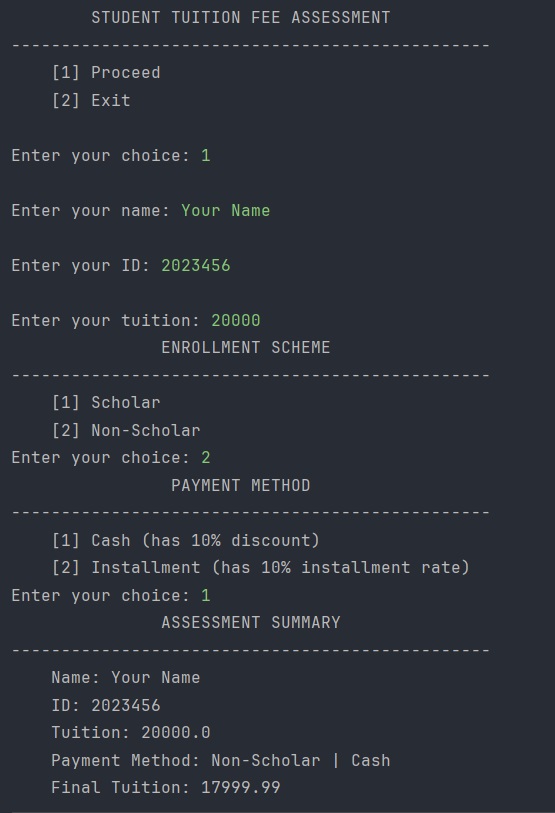 STUDENT TUITION FEE ASSESSMENT
------------------------------------------------
[1] Proceed
[2] Exit
Enter your choice: 1
Enter your name: Your Name
Enter your ID: 2023456
Enter your tuition: 20000
ENROLLMENT SCHEME
------------------------------------------------
[1] Scholar
[2] Non-Scholar
Enter your choice: 2
PAYMENT METHOD
------------------------------------------------
[1] Cash (has 10% discount)
[2] Installment (has 10% installment rate)
Enter your choice: 1
ASSESSMENT SUMMARY
------------------------------------------------
Name: Your Name
ID: 2023456
Tuition: 20000.0
Payment Method: Non-Scholar | Cash
Final Tuition: 17999.99